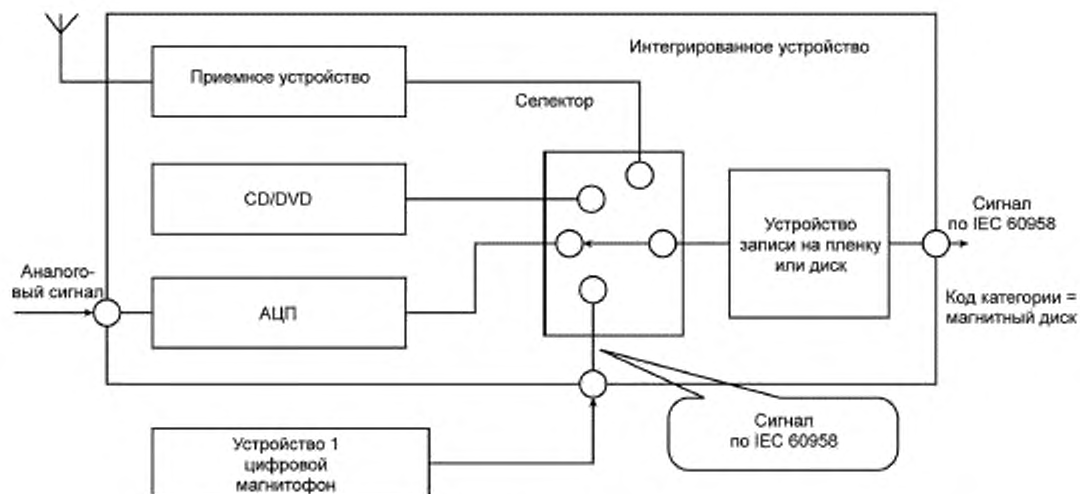 Интегрированное устройство
Приемное устройство
Селектор
CD/DVD
Сигнал
по IEC 60958
Устройство
записи на пленку
или диск
Аналого-
вый сигнал
АЦП
Код категории =
магнитный диск
Сигнал
по IEC 60958
Устройство 1
цифровой
магнитофон